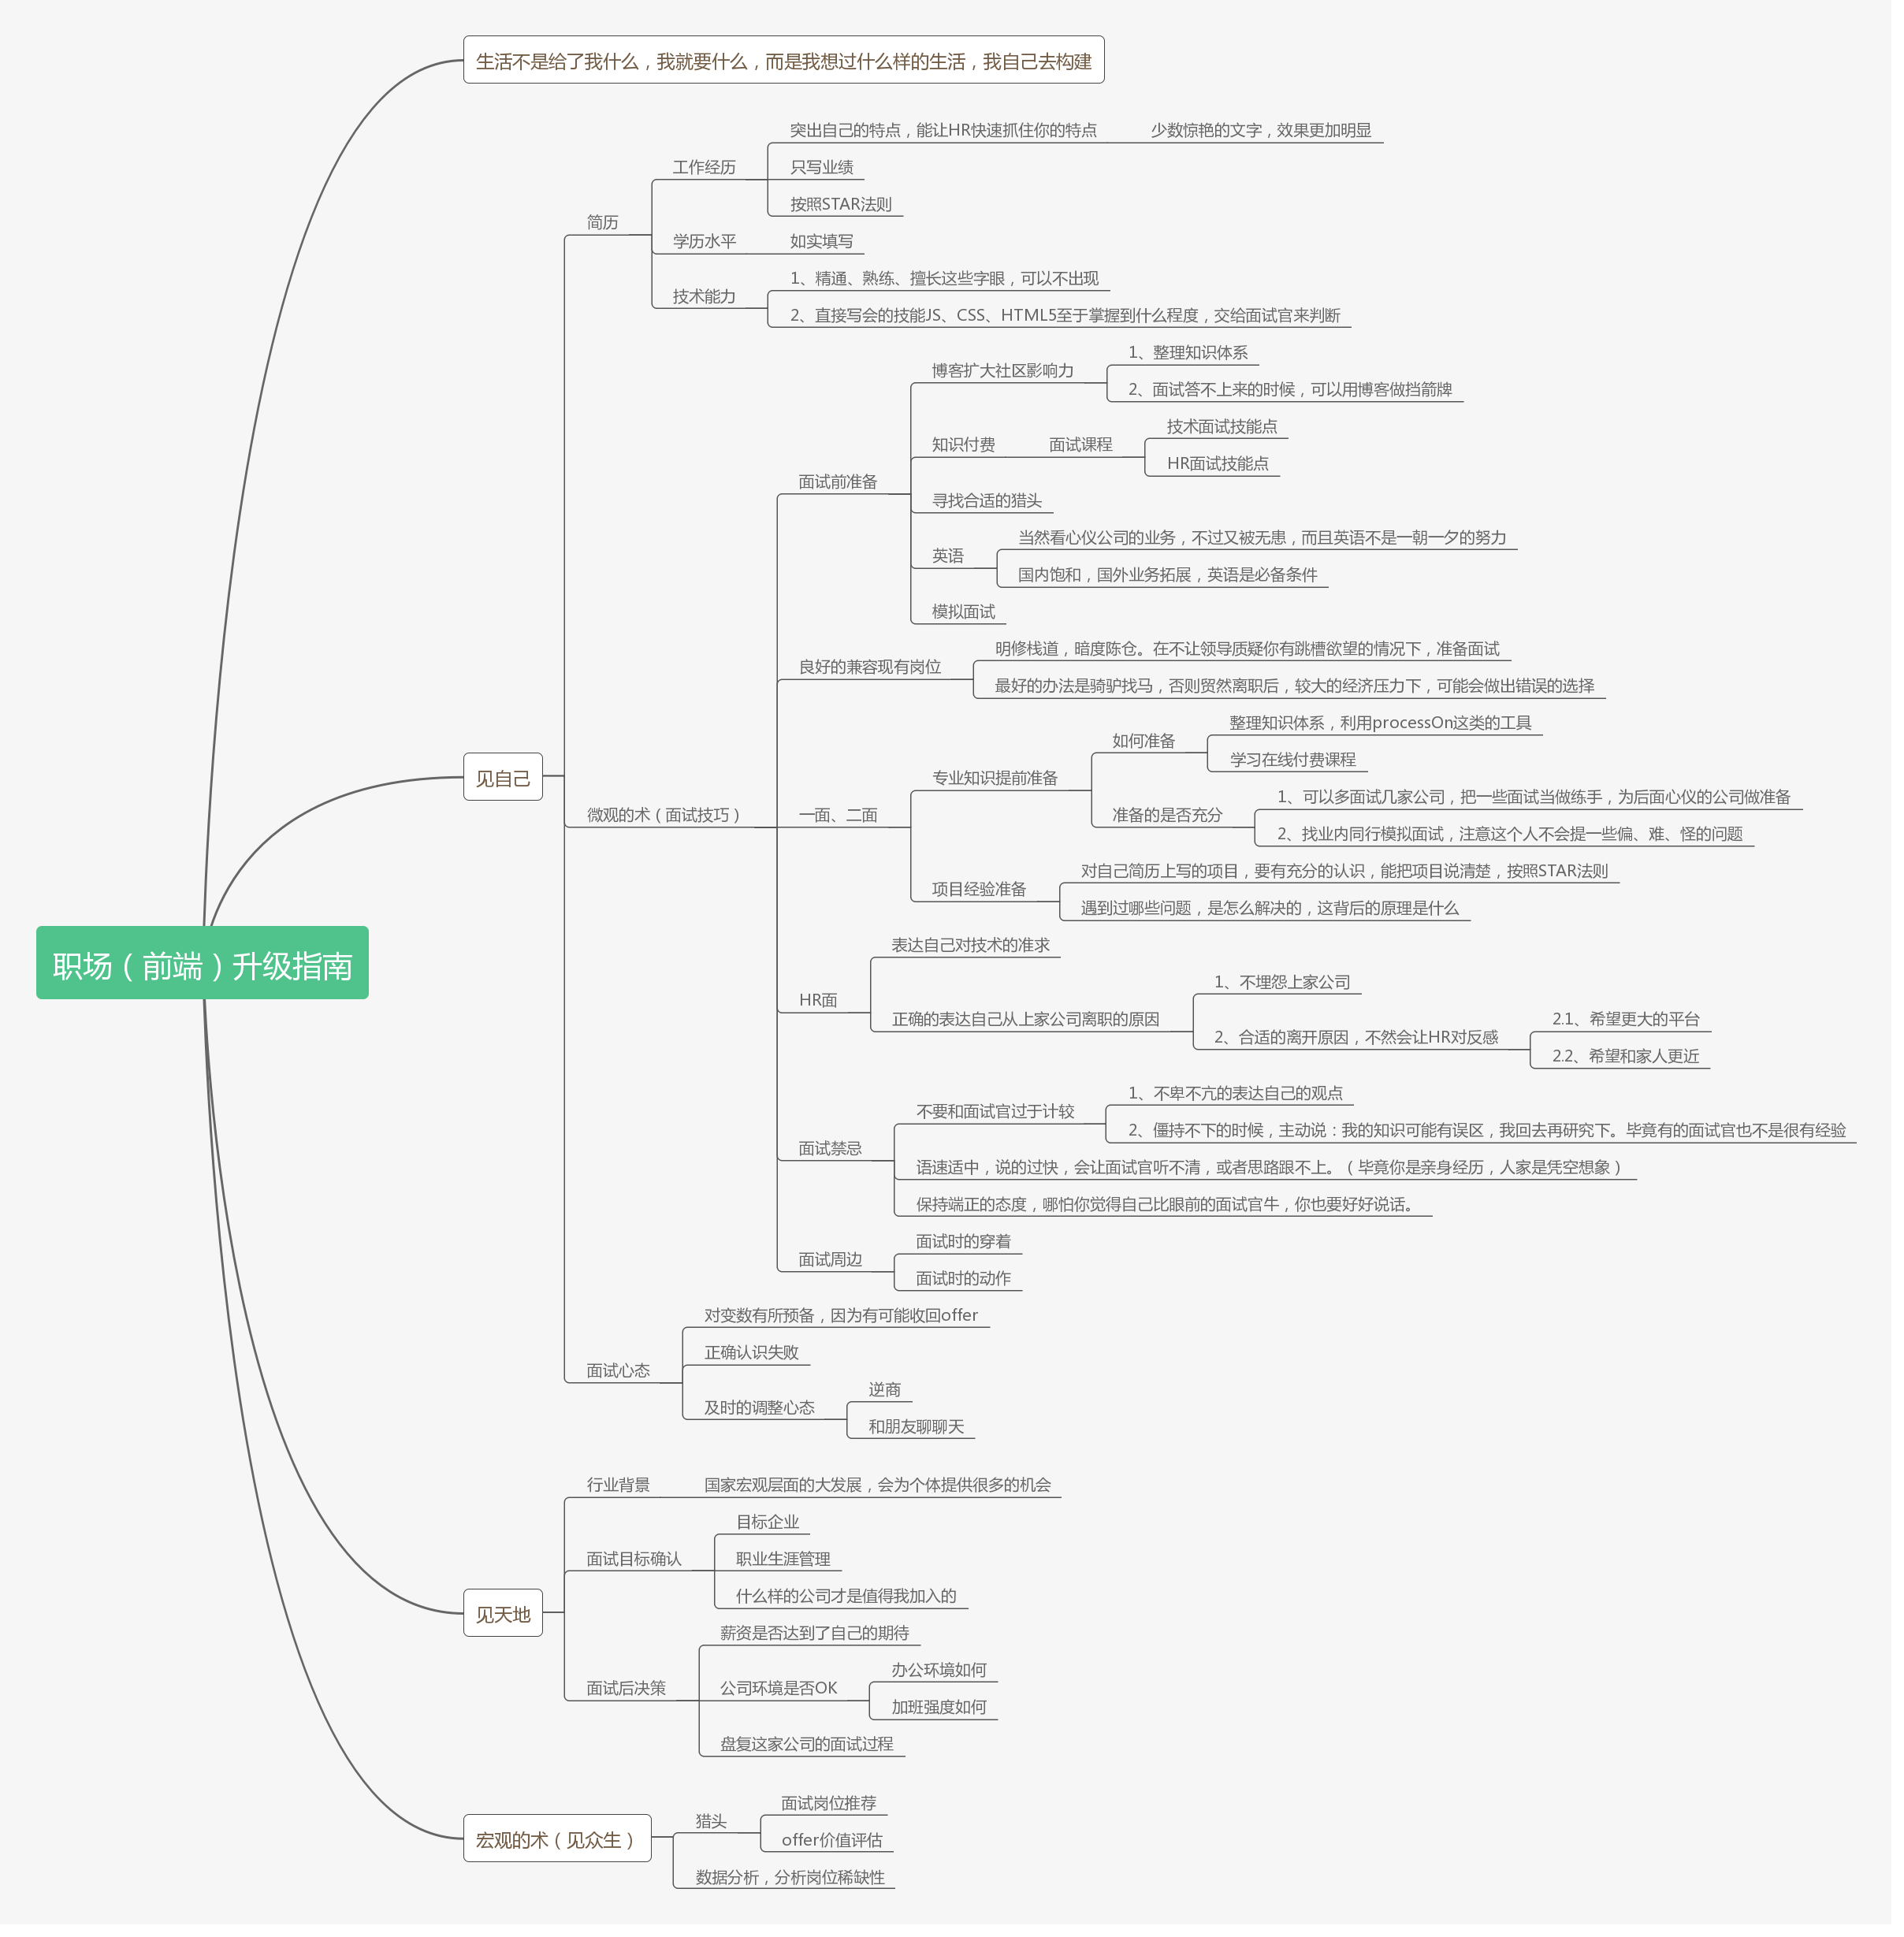 职场（前端）升级指南
生活不是给了我什么，我就要什么，而是我想过什么样的生活，我自己去构建
见自己
简历
工作经历
突出自己的特点，能让HR快速抓住你的特点
少数惊艳的文字，效果更加明显
只写业绩
按照STAR法则
学历水平
如实填写
技术能力
1、精通、熟练、擅长这些字眼，可以不出现
2、直接写会的技能JS、CSS、HTML5至于掌握到什么程度，交给面试官来判断
微观的术（面试技巧）
面试前准备
博客扩大社区影响力
1、整理知识体系
2、面试答不上来的时候，可以用博客做挡箭牌
知识付费
面试课程
技术面试技能点
HR面试技能点
寻找合适的猎头
英语
当然看心仪公司的业务，不过又被无患，而且英语不是一朝一夕的努力
国内饱和，国外业务拓展，英语是必备条件
模拟面试
良好的兼容现有岗位
明修栈道，暗度陈仓。在不让领导质疑你有跳槽欲望的情况下，准备面试
最好的办法是骑驴找马，否则贸然离职后，较大的经济压力下，可能会做出错误的选择
一面、二面
专业知识提前准备
如何准备
整理知识体系，利用processOn这类的工具
学习在线付费课程
准备的是否充分
1、可以多面试几家公司，把一些面试当做练手，为后面心仪的公司做准备
2、找业内同行模拟面试，注意这个人不会提一些偏、难、怪的问题
项目经验准备
对自己简历上写的项目，要有充分的认识，能把项目说清楚，按照STAR法则
遇到过哪些问题，是怎么解决的，这背后的原理是什么
HR面
表达自己对技术的准求
正确的表达自己从上家公司离职的原因
1、不埋怨上家公司
2、合适的离开原因，不然会让HR对反感
2.1、希望更大的平台
2.2、希望和家人更近
面试禁忌
不要和面试官过于计较
1、不卑不亢的表达自己的观点
2、僵持不下的时候，主动说：我的知识可能有误区，我回去再研究下。毕竟有的面试官也不是很有经验
语速适中，说的过快，会让面试官听不清，或者思路跟不上。（毕竟你是亲身经历，人家是凭空想象）
保持端正的态度，哪怕你觉得自己比眼前的面试官牛，你也要好好说话。
面试周边
面试时的穿着
面试时的动作
面试心态
对变数有所预备，因为有可能收回offer
正确认识失败
及时的调整心态
逆商
和朋友聊聊天
见天地
行业背景
国家宏观层面的大发展，会为个体提供很多的机会
面试目标确认
目标企业
职业生涯管理
什么样的公司才是值得我加入的
面试后决策
薪资是否达到了自己的期待
公司环境是否OK
办公环境如何
加班强度如何
盘复这家公司的面试过程
宏观的术（见众生）
猎头
面试岗位推荐
offer价值评估
数据分析，分析岗位稀缺性